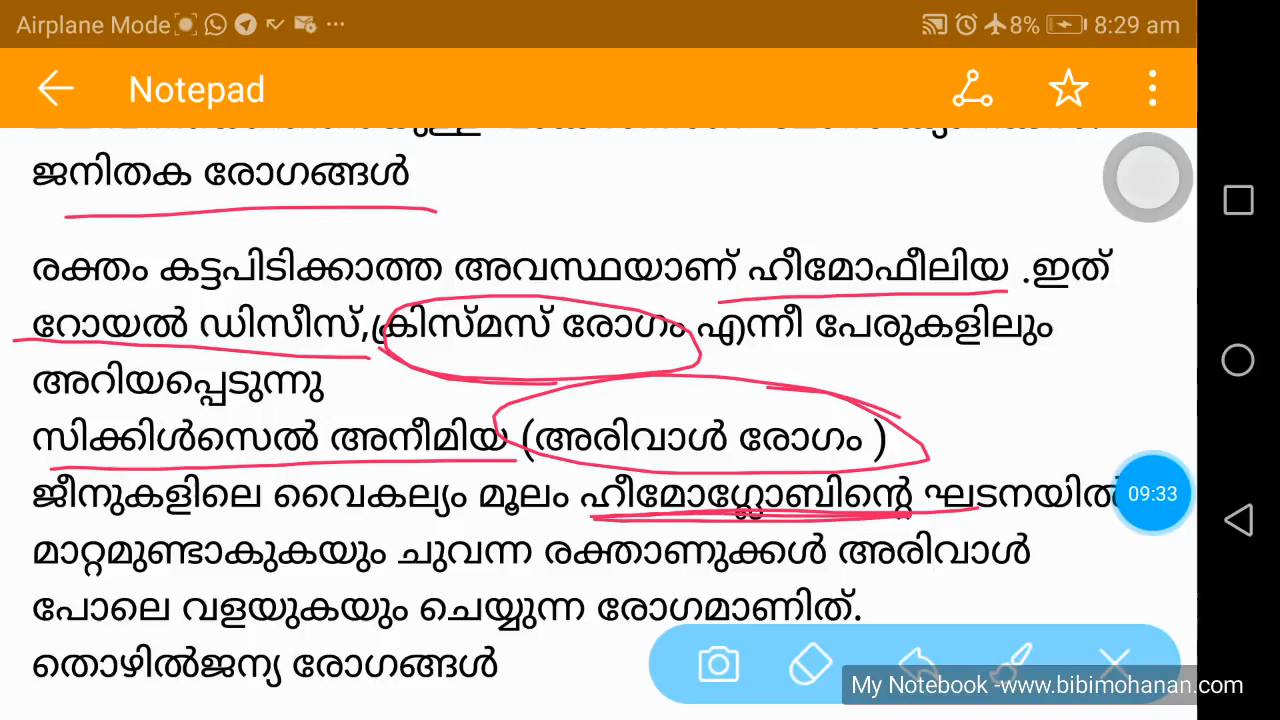 Airplane Mode ... 8% 8:29 am
Notepad
ജനിതക രോഗങ്ങൾ
രക്തം കട്ടപിടിക്കാത്ത അവസ്ഥയാണ് ഹീമോഫീലിയ .ഇത്
റോയൽ ഡിസീസ്,ക്രിസ്മസ് രോഗം എന്നീ പേരുകളിലും
അറിയപ്പെടുന്നു
സിക്കിൾസെൽ അനീമിയ (അരിവാൾ രോഗം )
ജീനുകളിലെ വൈകല്യം മൂലം ഹീമോഗ്ലോബിന്റെ ഘടനയിൽ
09:33
മാറ്റമുണ്ടാകുകയും ചുവന്ന രക്താണുക്കൾ അരിവാൾ
പോലെ വളയുകയും ചെയ്യുന്ന രോഗമാണിത്.
തൊഴിൽജന്യ രോഗങ്ങൾ
My Notebook -www.bibimohanan.com